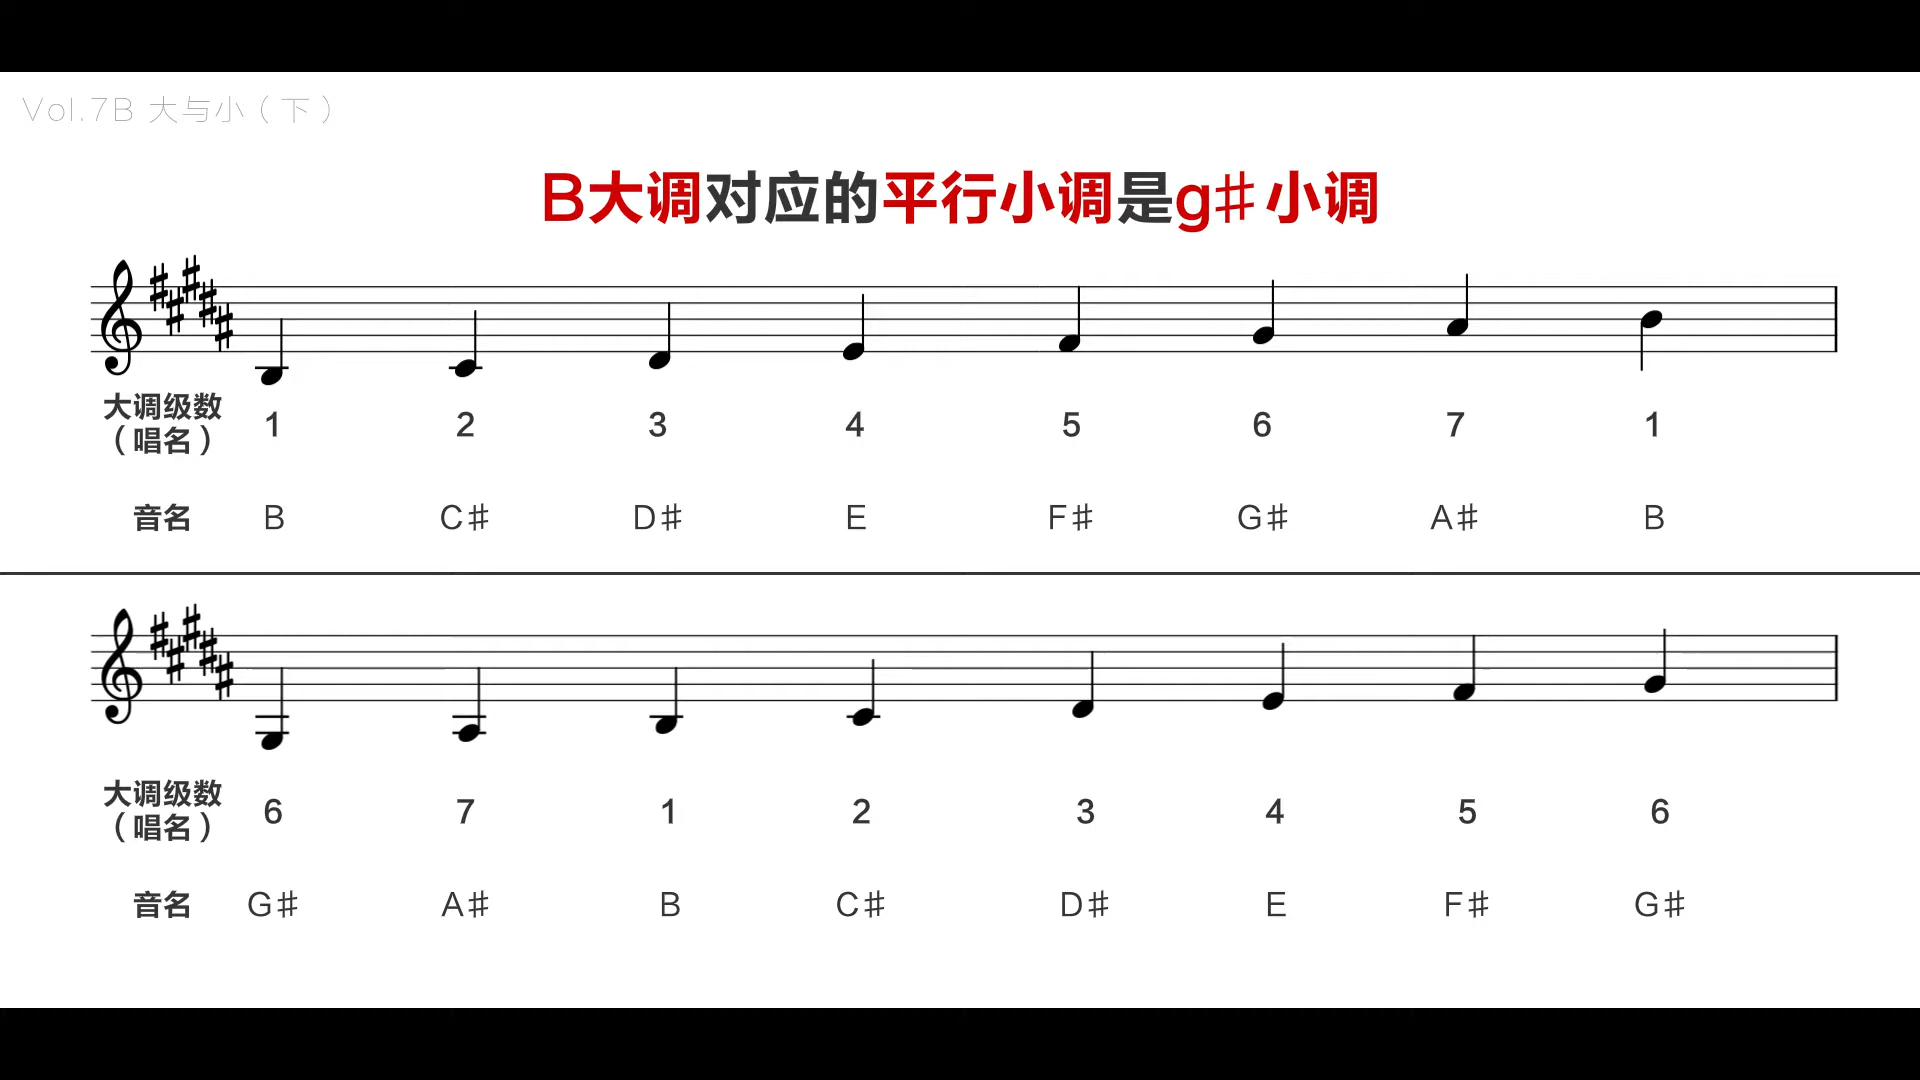 Vol.7B 大与小（下）
B大调对应的平行小调是g♯小调
大调级数
（唱名）
1 2 3 4 5 6 7 1
音名 B C♯ D♯ E F♯ G♯ A♯ B
大调级数
（唱名）
6 7 1 2 3 4 5 6
音名 G♯ A♯ B C♯ D♯ E F♯ G♯